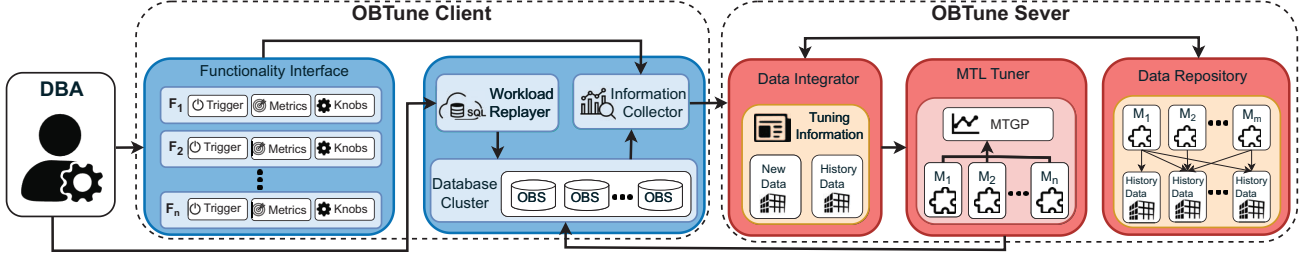 OBTune Client
OBTune Sever
DBA
Functionality Interface
F1 Trigger Metrics Knobs
F2 Trigger Metrics Knobs
Fn Trigger Metrics Knobs
SQL
Workload
Replayer
Information
Collector
Database
Cluster
OBS OBS OBS
Data Integrator
Tuning
Information
New
Data
History
Data
MTL Tuner
MTGP
M1 M2 Mn
Data Repository
M1 M2 Mm
History
Data
History
Data
History
Data